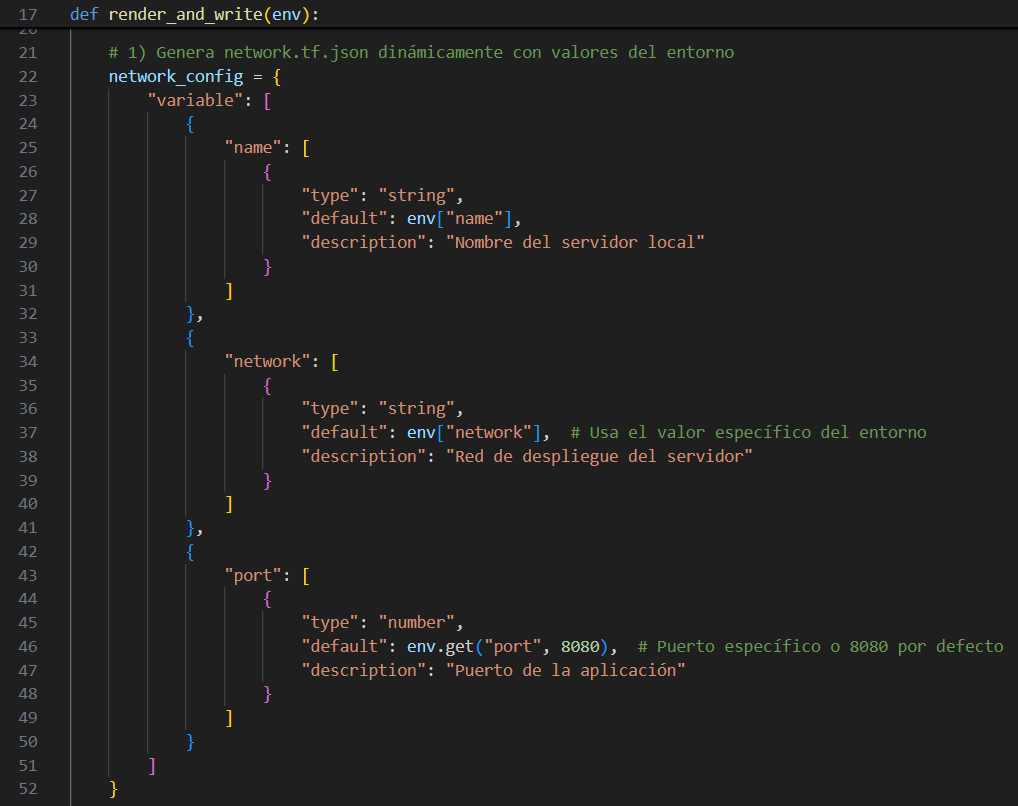 17 def render_and_write(env):
20
21 # 1) Genera network.tf.json dinámicamente con valores del entorno
22 network_config = {
23 "variable": [
24 {
25 "name": [
26 {
27 "type": "string",
28 "default": env["name"],
29 "description": "Nombre del servidor local"
30 }
31 ]
32 },
33 {
34 "network": [
35 {
36 "type": "string",
37 "default": env["network"],  # Usa el valor específico del entorno
38 "description": "Red de despliegue del servidor"
39 }
40 ]
41 },
42 {
43 "port": [
44 {
45 "type": "number",
46 "default": env.get("port", 8080),  # Puerto específico o 8080 por defecto
47 "description": "Puerto de la aplicación"
48 }
49 ]
50 }
51 ]
52 }